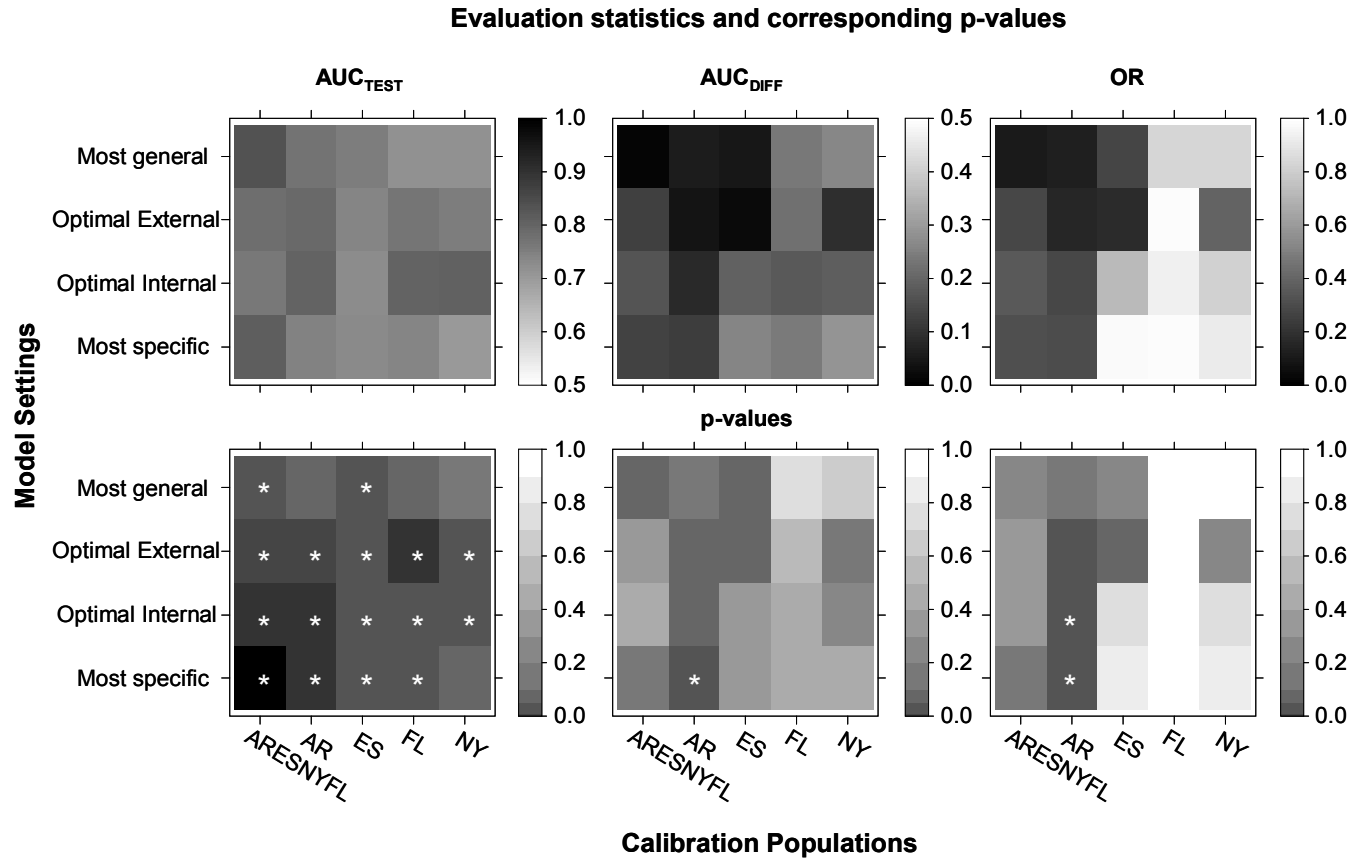 Evaluation statistics and corresponding p-values
AUCTEST AUCDIFF OR
Model Settings
Most general
Optimal External
Optimal Internal
Most specific
1.0
0.9
0.8
0.7
0.6
0.5
0.5
0.4
0.3
0.2
0.1
0.0
1.0
0.8
0.6
0.4
0.2
0.0
p-values
Most general
Optimal External
Optimal Internal
Most specific
* *
* * * * *
* * * * *
* * * *
1.0
0.8
0.6
0.4
0.2
0.0
*
1.0
0.8
0.6
0.4
0.2
0.0
*
*
1.0
0.8
0.6
0.4
0.2
0.0
ARESNYFL AR ES FL NY
ARESNYFL AR ES FL NY
ARESNYFL AR ES FL NY
Calibration Populations